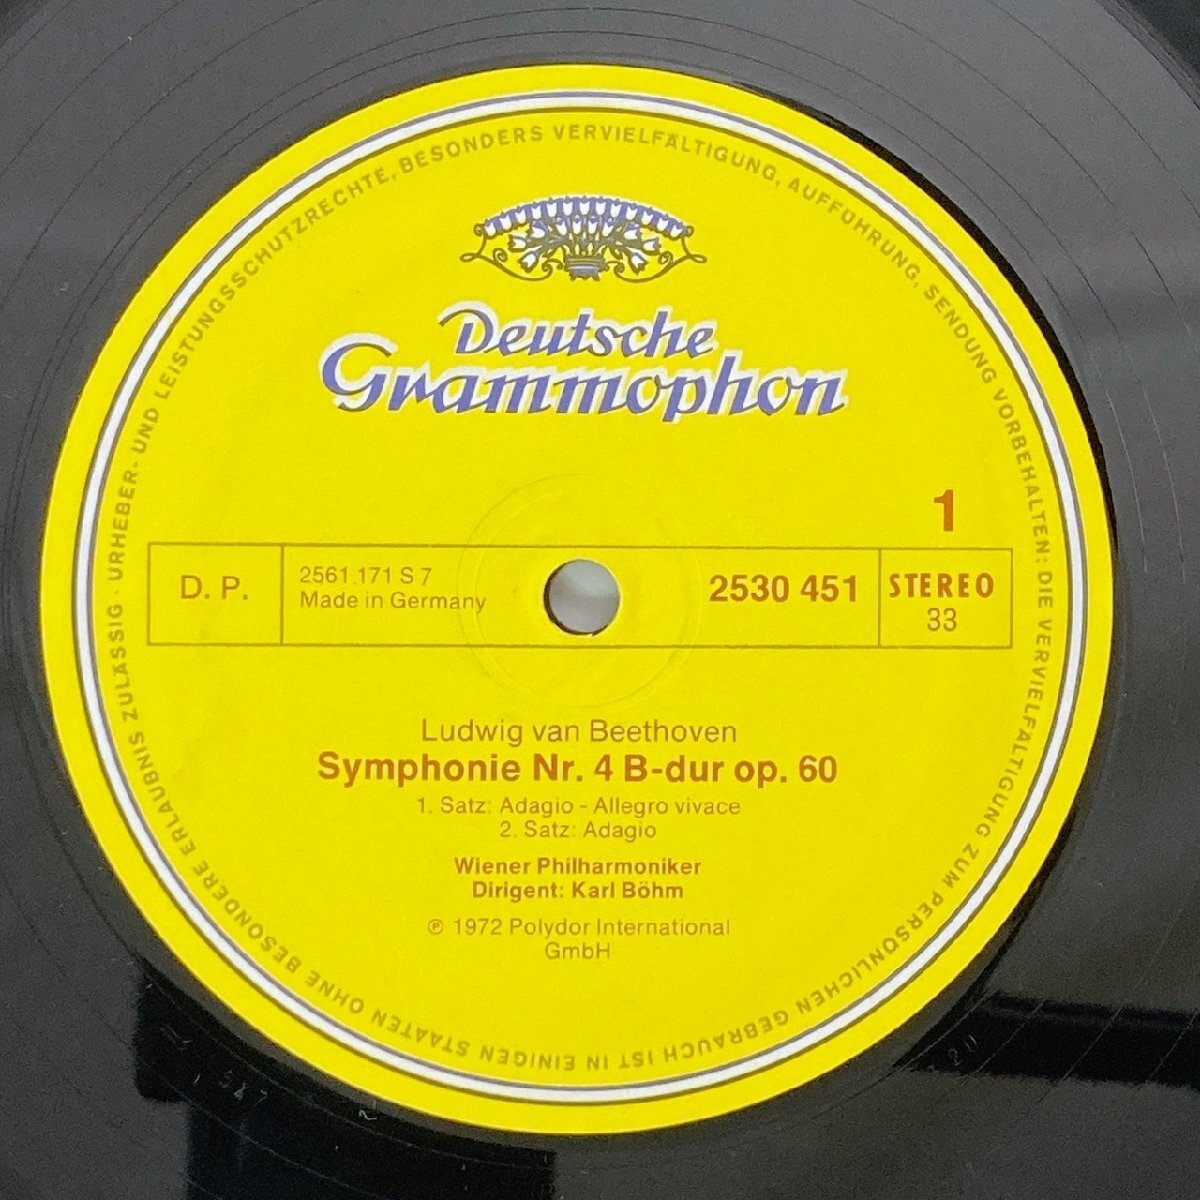 URHEBER- UND LEISTUNGSSCHUTZRECHTE, BESONDERS VERVIELFÄLTIGUNG, AUFFÜHRUNG, SENDUNG VORBEHALTEN; DIE VERVIELFÄLTIGUNG ZUM PERSÖNLICHEN GEBRAUCH IST IN EINIGEN STAATEN OHNE BESONDERE ERLAUBNIS ZULÄSSIG ·
Deutsche
Grammophon
1
D. P.
2561 171 S 7
Made in Germany
2530 451
STEREO
33
Ludwig van Beethoven
Symphonie Nr. 4 B-dur op. 60
1. Satz: Adagio - Allegro vivace
2. Satz: Adagio
Wiener Philharmoniker
Dirigent: Karl Böhm
℗ 1972 Polydor International
GmbH